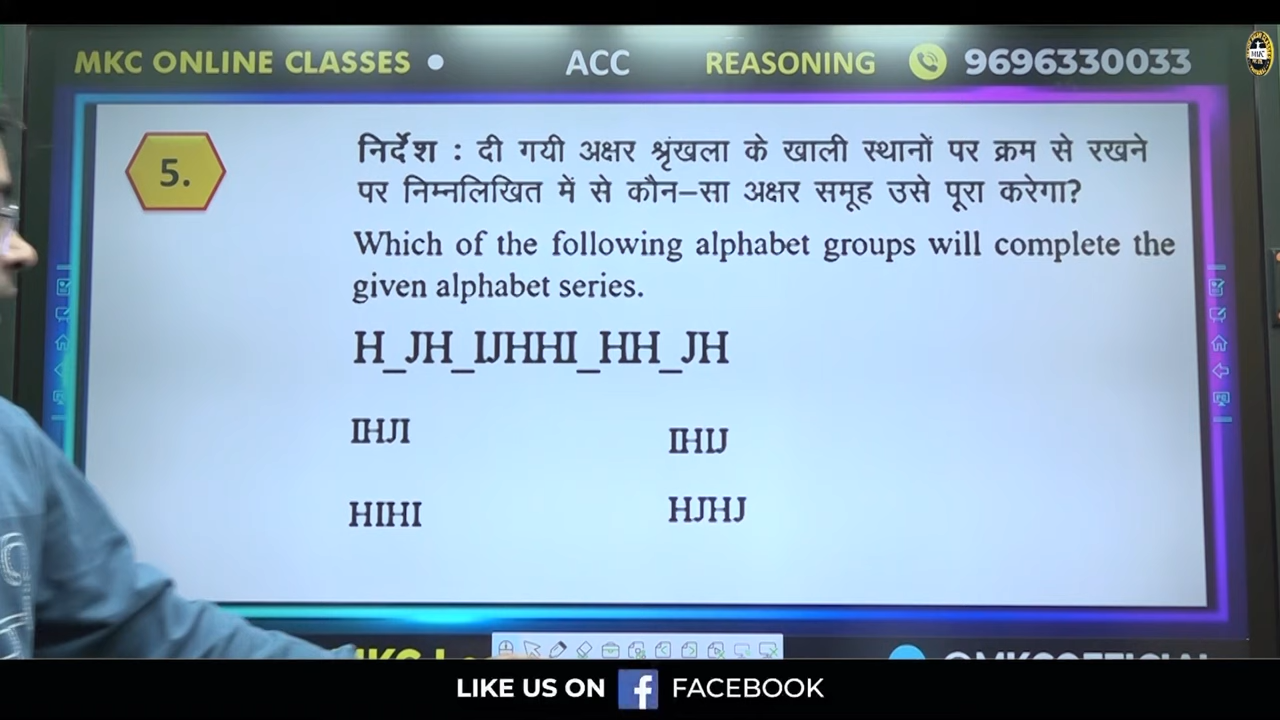 MKC ONLINE CLASSES • ACC REASONING 9696330033
MKC
5.
निर्देश : दी गयी अक्षर श्रृंखला के खाली स्थानों पर क्रम से रखने
पर निम्नलिखित में से कौन–सा अक्षर समूह उसे पूरा करेगा?
Which of the following alphabet groups will complete the
given alphabet series.
H_JH_IJHHI_HH_JH
IHJI IHIJ
HIHI HJHJ
LIKE US ON f FACEBOOK